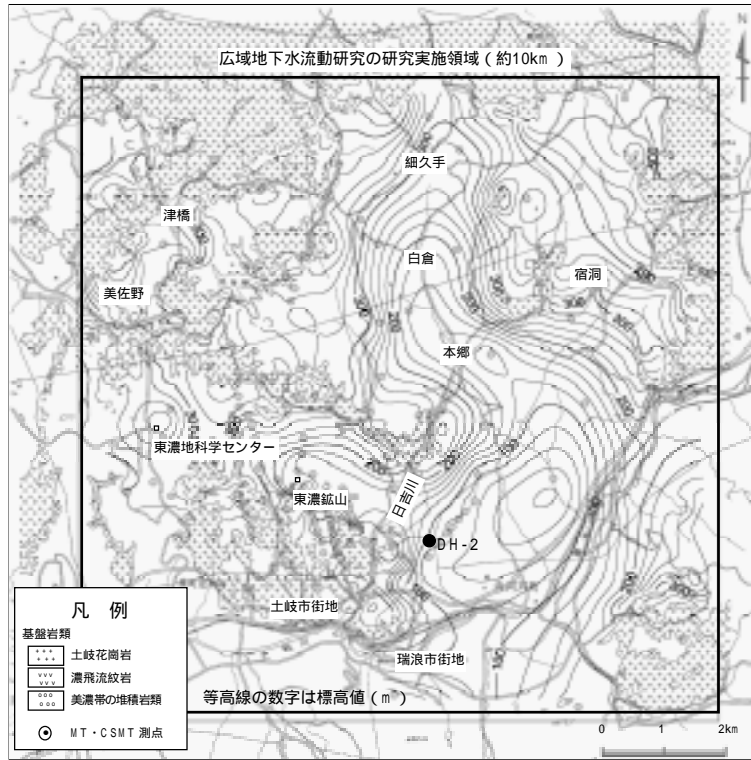 広域地下水流動研究の研究実施領域（約10km ）
N
細久手
津橋
白倉
宿洞
美佐野
本郷
東濃地科学センター
東濃鉱山
日吉川
DH-2
土岐市街地
瑞浪市街地
等高線の数字は標高値（m ）
凡 例
基盤岩類
土岐花崗岩
濃飛流紋岩
美濃帯の堆積岩類
MT・CSMT 測点
0 1 2km